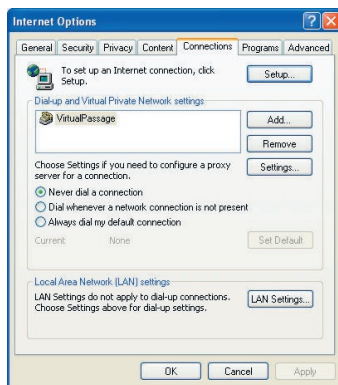 Internet Options
General Security Privacy Content Connections Programs Advanced
To set up an Internet connection, click
Setup.
Setup...
Dial-up and Virtual Private Network settings
VirtualPassage
Add...
Remove
Choose Settings if you need to configure a proxy
server for a connection.
Settings...
Never dial a connection
Dial whenever a network connection is not present
Always dial my default connection
Current None Set Default
Local Area Network (LAN) settings
LAN Settings do not apply to dial-up connections.
Choose Settings above for dial-up settings.
LAN Settings...
OK Cancel Apply